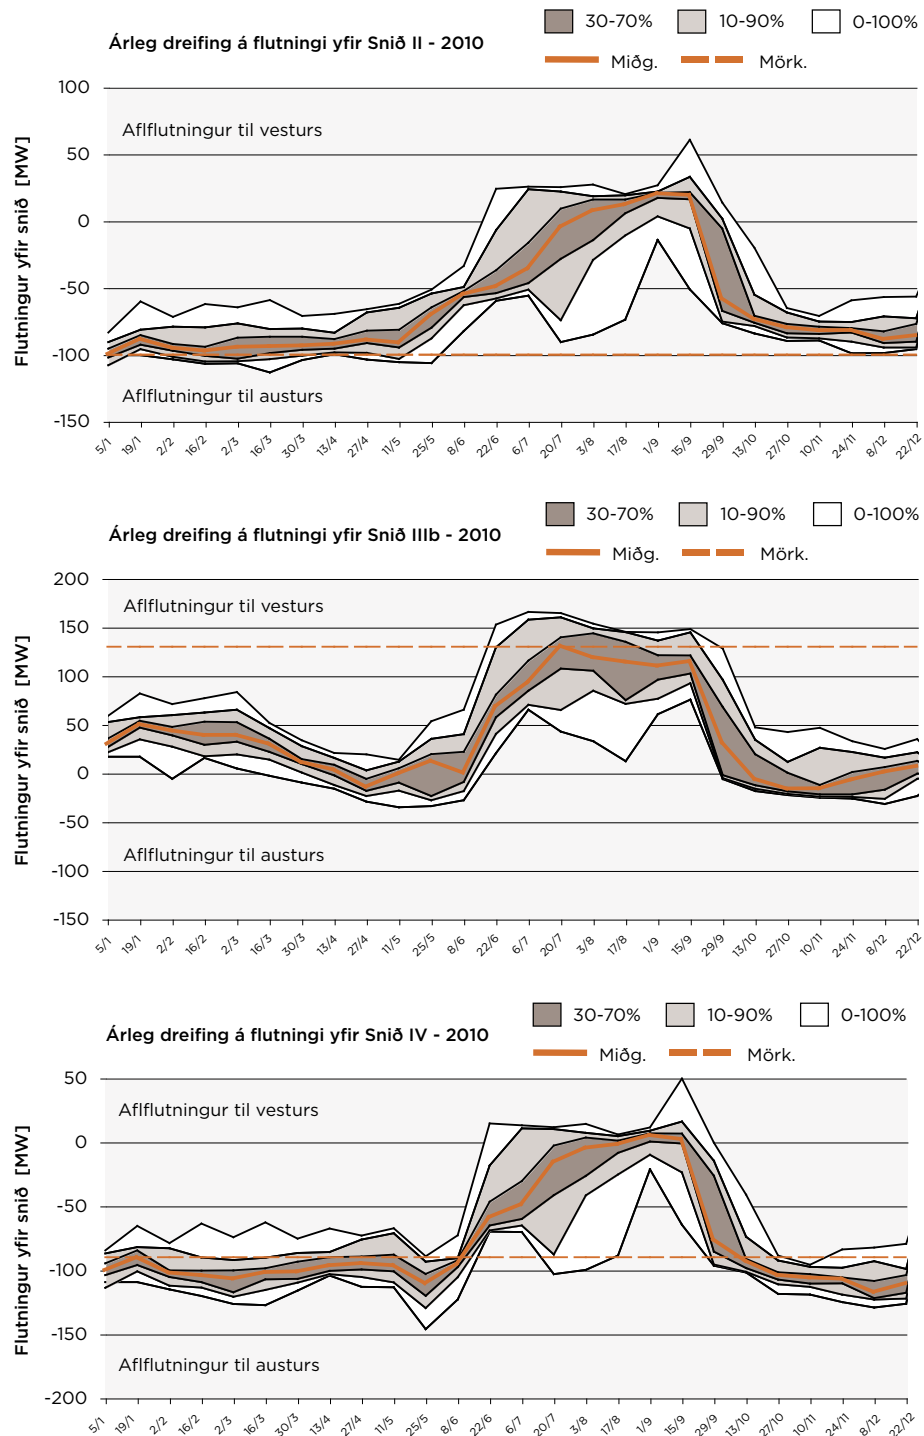 30-70% 10-90% 0-100%
Árleg dreifing á flutningi yfir Snið II - 2010
Miðg. Mörk.
Flutningur yfir snið [MW]
100
50
0
-50
-100
-150
Aflflutningur til vesturs
Aflflutningur til austurs
5/1 19/1 2/2 16/2 2/3 16/3 30/3 13/4 27/4 11/5 25/5 8/6 22/6 6/7 20/7 3/8 17/8 1/9 15/9 29/9 13/10 27/10 10/11 24/11 8/12 22/12
30-70% 10-90% 0-100%
Árleg dreifing á flutningi yfir Snið IIIb - 2010
Miðg. Mörk.
Flutningur yfir snið [MW]
200
150
100
50
0
-50
-100
-150
Aflflutningur til vesturs
Aflflutningur til austurs
5/1 19/1 2/2 16/2 2/3 16/3 30/3 13/4 27/4 11/5 25/5 8/6 22/6 6/7 20/7 3/8 17/8 1/9 15/9 29/9 13/10 27/10 10/11 24/11 8/12 22/12
30-70% 10-90% 0-100%
Árleg dreifing á flutningi yfir Snið IV - 2010
Miðg. Mörk.
Flutningur yfir snið [MW]
50
0
-50
-100
-150
-200
Aflflutningur til vesturs
Aflflutningur til austurs
5/1 19/1 2/2 16/2 2/3 16/3 30/3 13/4 27/4 11/5 25/5 8/6 22/6 6/7 20/7 3/8 17/8 1/9 15/9 29/9 13/10 27/10 10/11 24/11 8/12 22/12